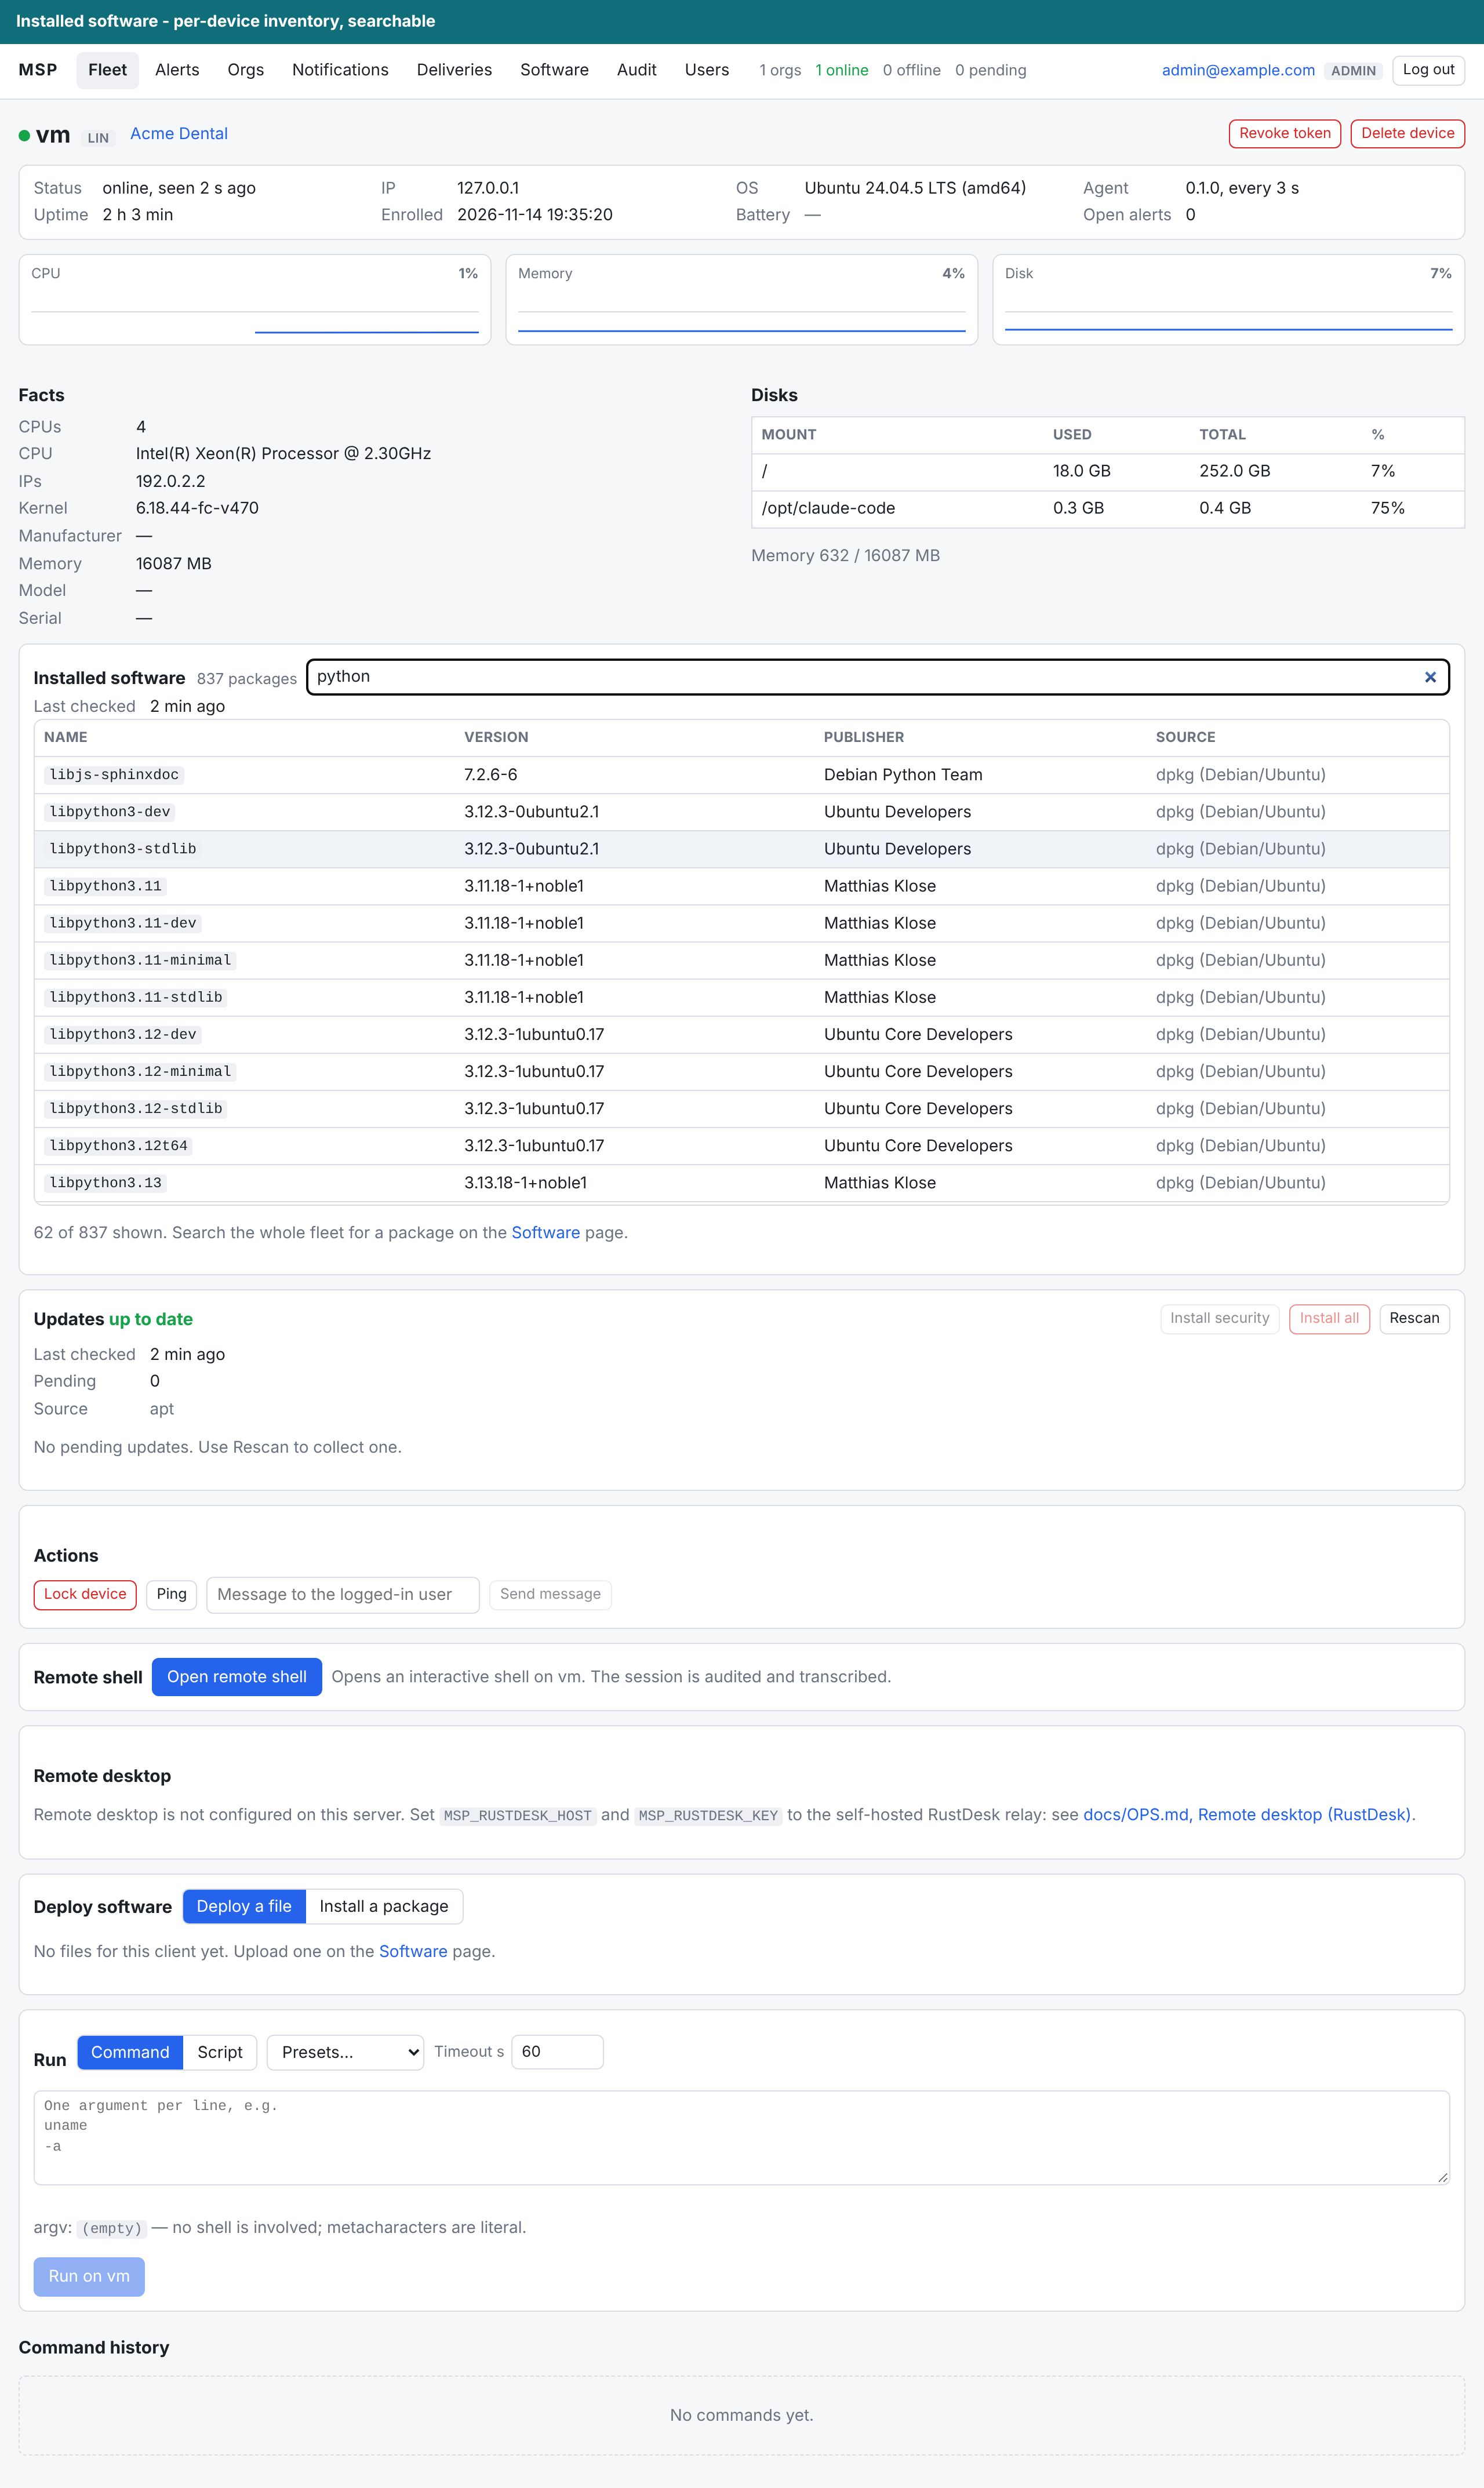 Installed software - per-device inventory, searchable
MSP Fleet Alerts Orgs Notifications Deliveries Software Audit Users 1 orgs 1 online 0 offline 0 pending admin@example.com ADMIN Log out
vm LIN Acme Dental Revoke token Delete device
Status online, seen 2 s ago IP 127.0.0.1 OS Ubuntu 24.04.5 LTS (amd64) Agent 0.1.0, every 3 s
Uptime 2 h 3 min Enrolled 2026-11-14 19:35:20 Battery — Open alerts 0
CPU 1% Memory 4% Disk 7%
Facts
CPUs 4
CPU Intel(R) Xeon(R) Processor @ 2.30GHz
IPs 192.0.2.2
Kernel 6.18.44-fc-v470
Manufacturer —
Memory 16087 MB
Model —
Serial —
Disks
MOUNT USED TOTAL %
/ 18.0 GB 252.0 GB 7%
/opt/claude-code 0.3 GB 0.4 GB 75%
Memory 632 / 16087 MB
Installed software 837 packages python ×
Last checked 2 min ago
NAME VERSION PUBLISHER SOURCE
libjs-sphinxdoc 7.2.6-6 Debian Python Team dpkg (Debian/Ubuntu)
libpython3-dev 3.12.3-0ubuntu2.1 Ubuntu Developers dpkg (Debian/Ubuntu)
libpython3-stdlib 3.12.3-0ubuntu2.1 Ubuntu Developers dpkg (Debian/Ubuntu)
libpython3.11 3.11.18-1+noble1 Matthias Klose dpkg (Debian/Ubuntu)
libpython3.11-dev 3.11.18-1+noble1 Matthias Klose dpkg (Debian/Ubuntu)
libpython3.11-minimal 3.11.18-1+noble1 Matthias Klose dpkg (Debian/Ubuntu)
libpython3.11-stdlib 3.11.18-1+noble1 Matthias Klose dpkg (Debian/Ubuntu)
libpython3.12-dev 3.12.3-1ubuntu0.17 Ubuntu Core Developers dpkg (Debian/Ubuntu)
libpython3.12-minimal 3.12.3-1ubuntu0.17 Ubuntu Core Developers dpkg (Debian/Ubuntu)
libpython3.12-stdlib 3.12.3-1ubuntu0.17 Ubuntu Core Developers dpkg (Debian/Ubuntu)
libpython3.12t64 3.12.3-1ubuntu0.17 Ubuntu Core Developers dpkg (Debian/Ubuntu)
libpython3.13 3.13.18-1+noble1 Matthias Klose dpkg (Debian/Ubuntu)
62 of 837 shown. Search the whole fleet for a package on the Software page.
Updates up to date Install security Install all Rescan
Last checked 2 min ago
Pending 0
Source apt
No pending updates. Use Rescan to collect one.
Actions
Lock device Ping Message to the logged-in user Send message
Remote shell Open remote shell Opens an interactive shell on vm. The session is audited and transcribed.
Remote desktop
Remote desktop is not configured on this server. Set MSP_RUSTDESK_HOST and MSP_RUSTDESK_KEY to the self-hosted RustDesk relay: see docs/OPS.md, Remote desktop (RustDesk).
Deploy software Deploy a file Install a package
No files for this client yet. Upload one on the Software page.
Run Command Script Presets... Timeout s 60
One argument per line, e.g.
uname
-a
argv: (empty) — no shell is involved; metacharacters are literal.
Run on vm
Command history
No commands yet.